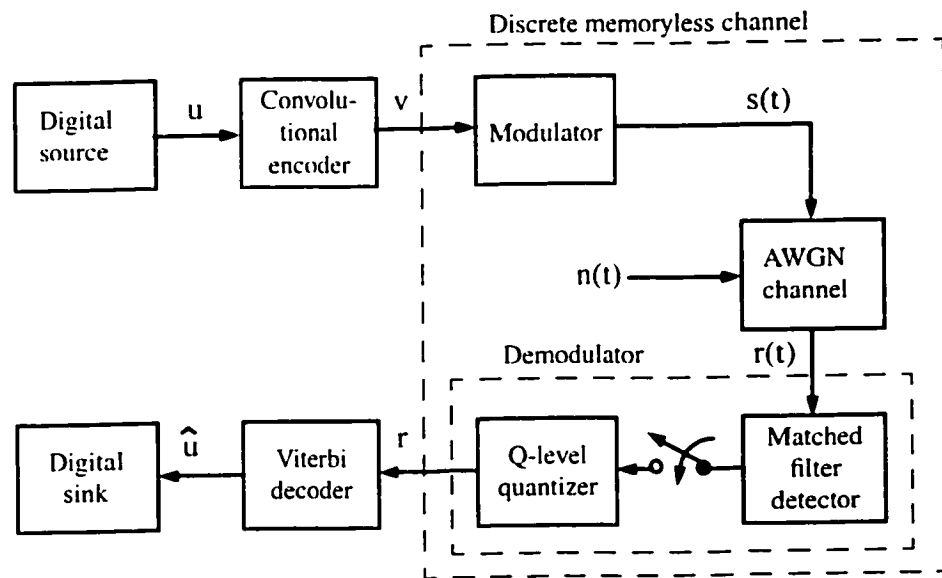 Discrete memoryless channel
Digital
source
u
Convolu-
tional
encoder
v
Modulator
s(t)
n(t)
AWGN
channel
r(t)
Demodulator
Digital
sink
û
Viterbi
decoder
r
Q-level
quantizer
Matched
filter
detector